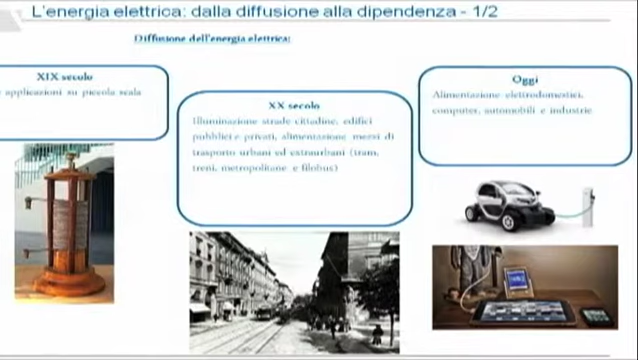 L'energia elettrica: dalla diffusione alla dipendenza - 1/2
Diffusione dell'energia elettrica:
XIX secolo
applicazioni su piccola scala
XX secolo
Illuminazione strade cittadine, edifici
pubblici e privati, alimentazione mezzi di
trasporto urbani ed extraurbani (tram,
treni, metropolitane e filobus)
Oggi
Alimentazione elettrodomestici,
computer, automobili e industrie